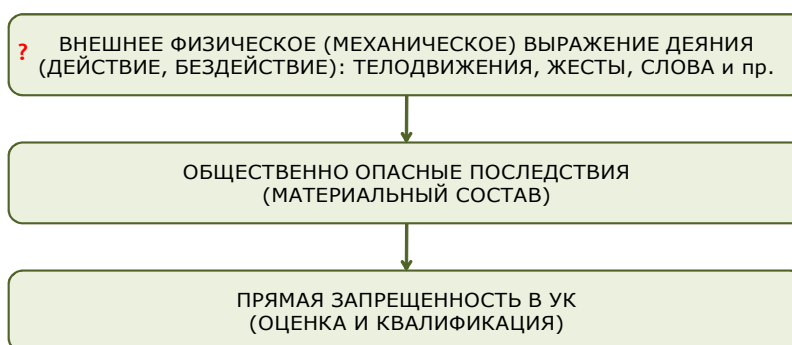 ? ВНЕШНЕЕ ФИЗИЧЕСКОЕ (МЕХАНИЧЕСКОЕ) ВЫРАЖЕНИЕ ДЕЯНИЯ
(ДЕЙСТВИЕ, БЕЗДЕЙСТВИЕ): ТЕЛОДВИЖЕНИЯ, ЖЕСТЫ, СЛОВА и пр.
ОБЩЕСТВЕННО ОПАСНЫЕ ПОСЛЕДСТВИЯ
(МАТЕРИАЛЬНЫЙ СОСТАВ)
ПРЯМАЯ ЗАПРЕЩЕННОСТЬ В УК
(ОЦЕНКА И КВАЛИФИКАЦИЯ)